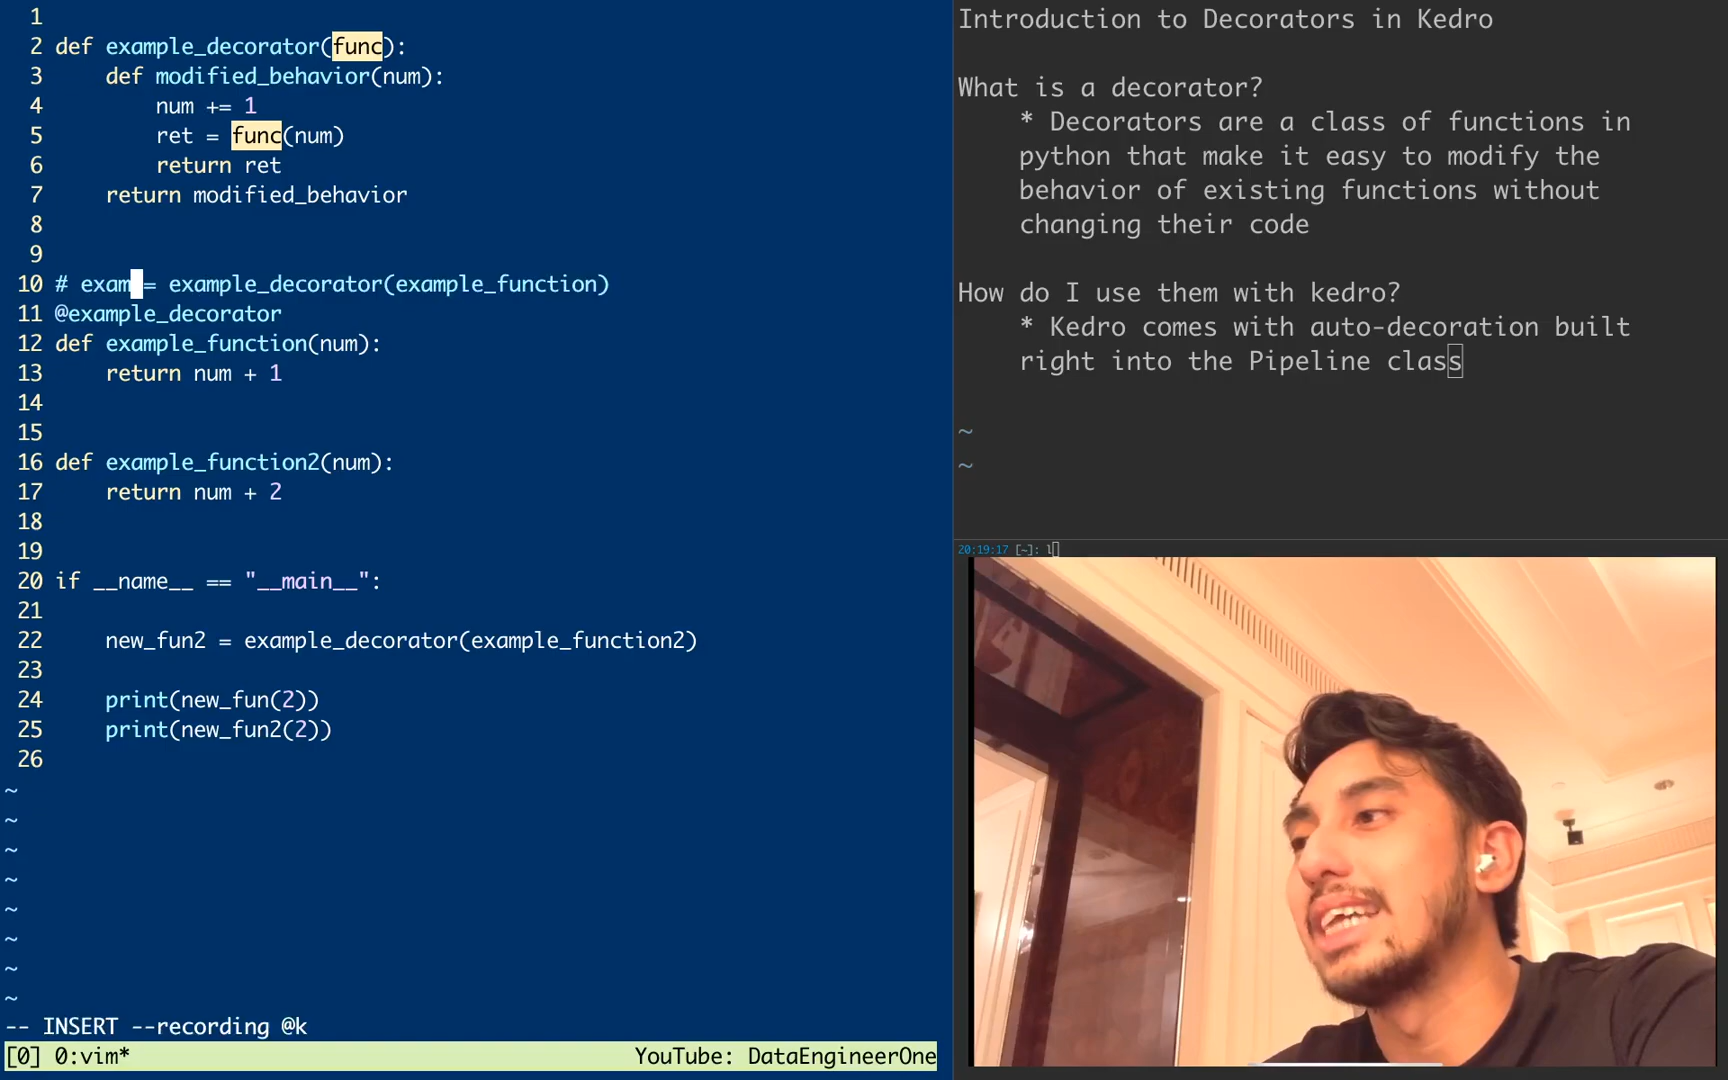 1
2 def example_decorator(func):
3     def modified_behavior(num):
4         num += 1
5         ret = func(num)
6         return ret
7     return modified_behavior
8
9
10 # exam = example_decorator(example_function)
11 @example_decorator
12 def example_function(num):
13     return num + 1
14
15
16 def example_function2(num):
17     return num + 2
18
19
20 if __name__ == "__main__":
21
22     new_fun2 = example_decorator(example_function2)
23
24     print(new_fun(2))
25     print(new_fun2(2))
26
~
~
~
~
~
~
~
~
-- INSERT --recording @k
[0] 0:vim* YouTube: DataEngineerOne
Introduction to Decorators in Kedro
What is a decorator?
* Decorators are a class of functions in
python that make it easy to modify the
behavior of existing functions without
changing their code
How do I use them with kedro?
* Kedro comes with auto-decoration built
right into the Pipeline class
~
~
20:19:17 [~]: l